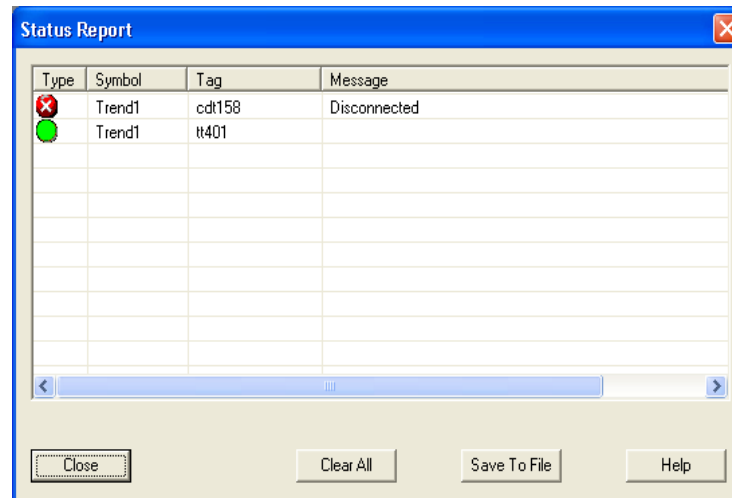 Status Report
Type Symbol Tag Message
Trend1 cdt158 Disconnected
Trend1 tt401
Close Clear All Save To File Help